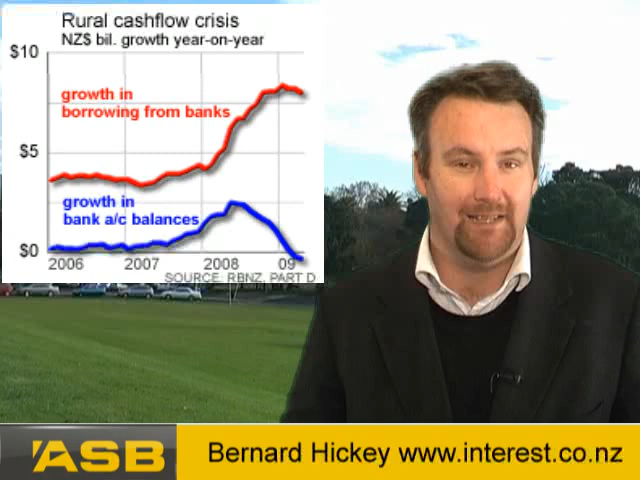 Rural cashflow crisis
NZ$ bil. growth year-on-year
$10
growth in
borrowing from banks
$5
growth in
bank a/c balances
$0
2006 2007 2008 09
SOURCE: RBNZ, PART D
ASB
Bernard Hickey www.interest.co.nz